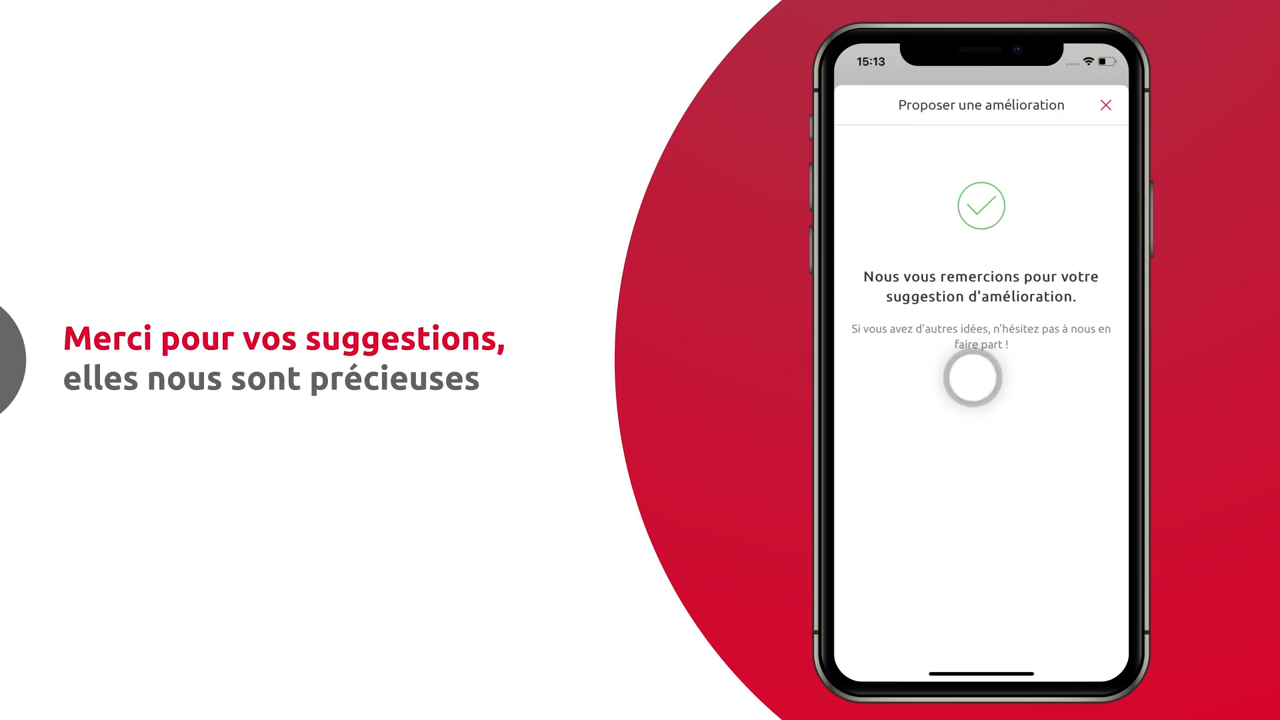 Merci pour vos suggestions,
elles nous sont précieuses
15:13
Proposer une amélioration
Nous vous remercions pour votre
suggestion d'amélioration.
Si vous avez d'autres idées, n'hésitez pas à nous en
faire part !